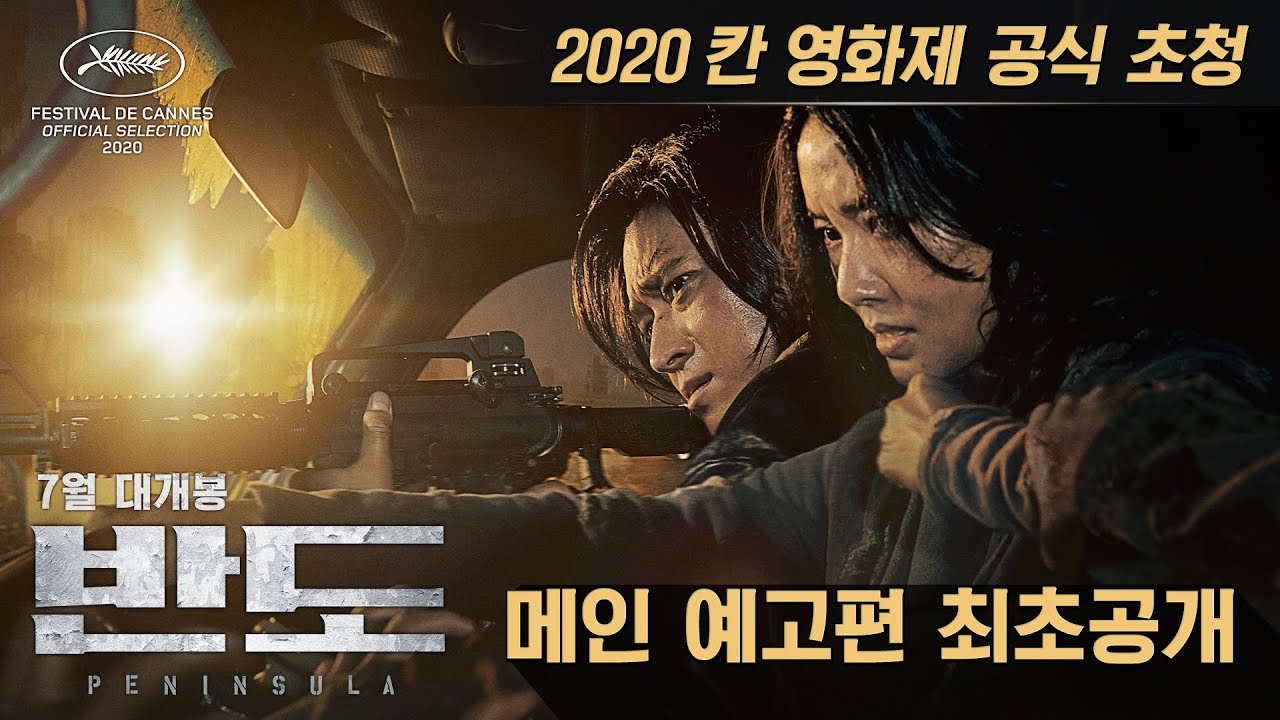 2020 칸 영화제 공식 초청
FESTIVAL DE CANNES
OFFICIAL SELECTION
2020
7월 대개봉
반도
PENINSULA
메인 예고편 최초공개